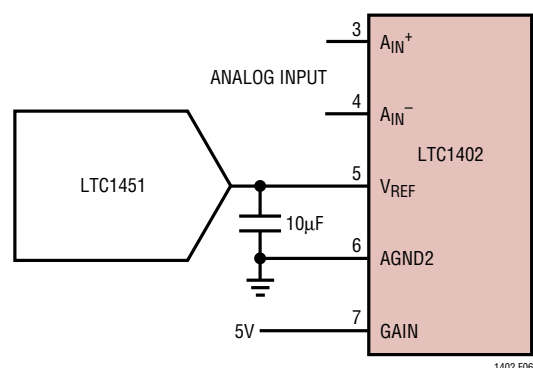 3
A_IN^+
ANALOG INPUT
4
A_IN^−
LTC1402
LTC1451
5
V_REF
10µF
6
AGND2
5V
7
GAIN
1402 F06